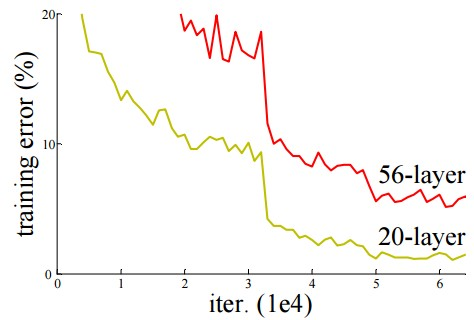 20
10
0
training error (%)
56-layer
20-layer
0 1 2 3 4 5 6
iter. (1e4)